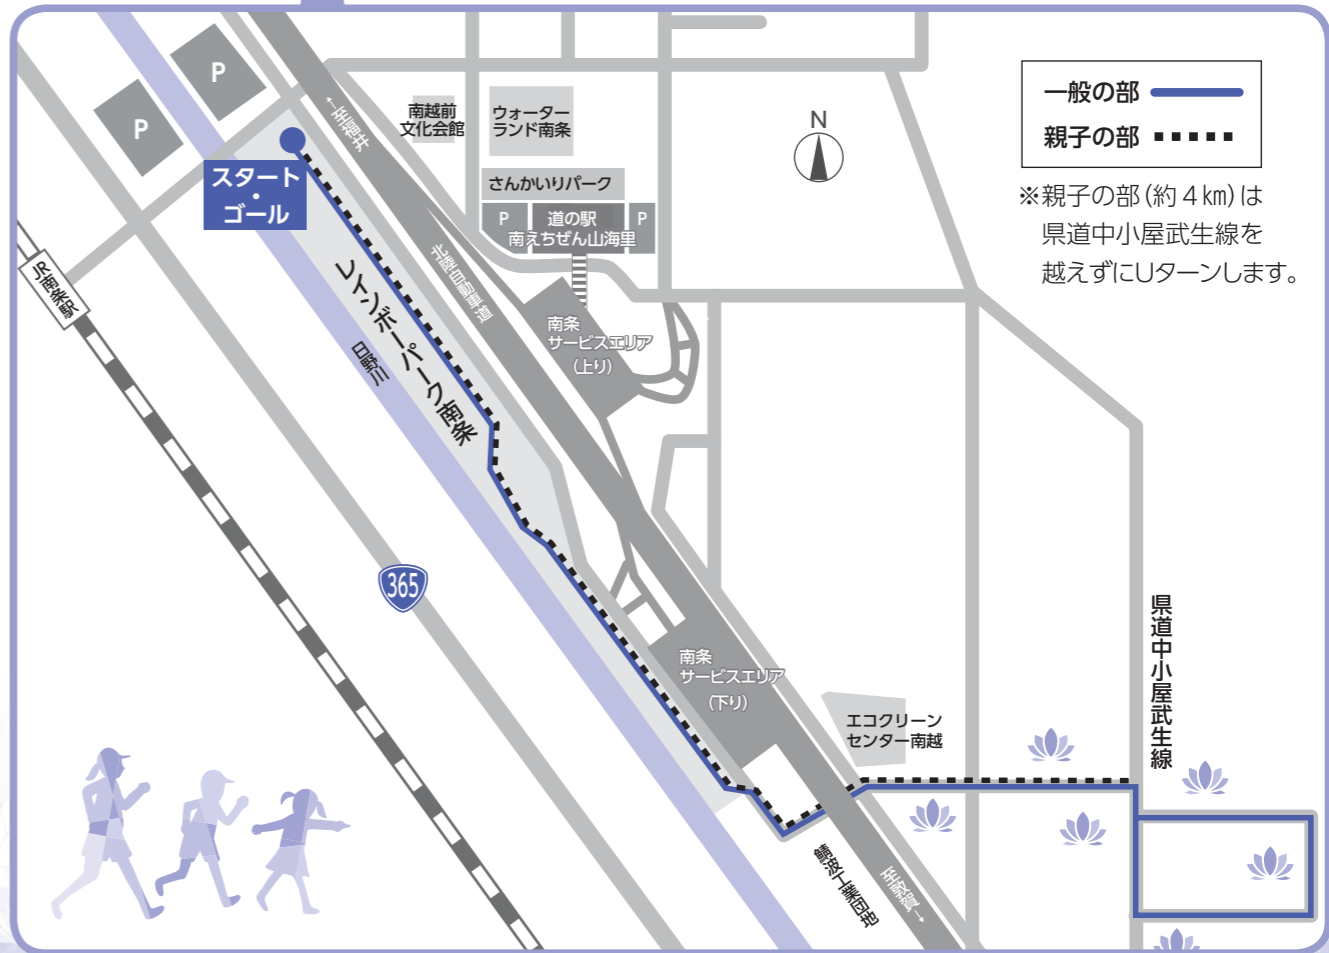 P
P
スタート
・
ゴール
←至福井
南越前
文化会館
ウォーター
ランド南条
さんかいりパーク
P
道の駅
南えちぜん山海里
P
N
一般の部
親子の部
※親子の部(約4km)は
県道中小屋武生線を
越えずにUターンします。
JR南条駅
レインボーパーク南条
日野川
北陸自動車道
南条
サービスエリア
(上り)
365
南条
サービスエリア
(下り)
エコクリーン
センター南越
県道中小屋武生線
鯖波工業団地
至敦賀→